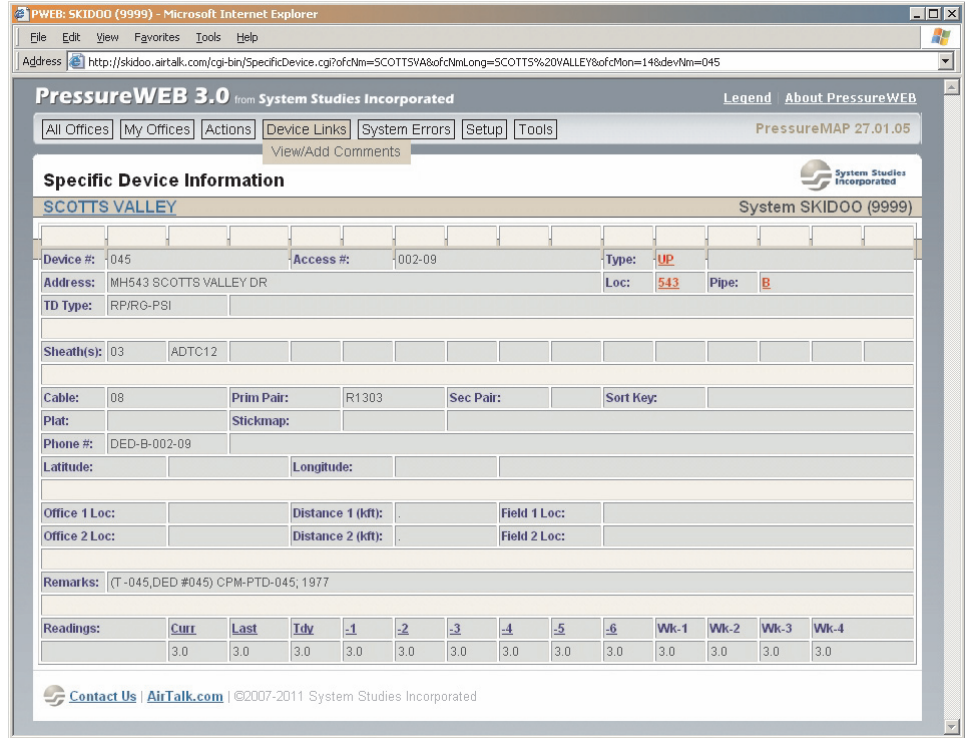 PWEB: SKIDOO (9999) - Microsoft Internet Explorer
File Edit View Favorites Tools Help
Address http://skidoo.airtalk.com/cgi-bin/SpecificDevice.cgi?ofcNm=SCOTTSVA&ofcNmLong=SCOTTS%20VALLEY&ofcMon=14&devNm=045
PressureWEB 3.0 from System Studies Incorporated Legend | About PressureWEB
All Offices My Offices Actions Device Links System Errors Setup Tools PressureMAP 27.01.05
View/Add Comments
Specific Device Information System Studies Incorporated
SCOTTS VALLEY System SKIDOO (9999)
Device #: 045 Access #: 002-09 Type: UP
Address: MH543 SCOTTS VALLEY DR Loc: 543 Pipe: B
TD Type: RP/RG-PSI
Sheath(s): 03 ADTC12
Cable: 08 Prim Pair: R1303 Sec Pair: Sort Key:
Plat: Stickmap:
Phone #: DED-B-002-09
Latitude: Longitude:
Office 1 Loc: Distance 1 (kft): . Field 1 Loc:
Office 2 Loc: Distance 2 (kft): . Field 2 Loc:
Remarks: (T -045,DED #045) CPM-PTD-045; 1977
Readings: Curr Last Tdy -1 -2 -3 -4 -5 -6 Wk-1 Wk-2 Wk-3 Wk-4
3.0 3.0 3.0 3.0 3.0 3.0 3.0 3.0 3.0 3.0 3.0 3.0 3.0
Contact Us | AirTalk.com | ©2007-2011 System Studies Incorporated